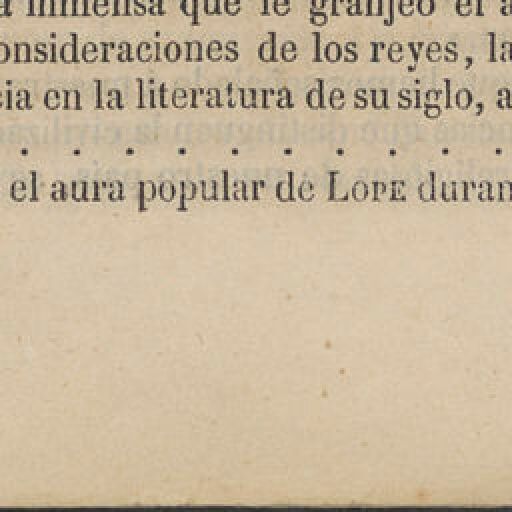 inmensa que le granjeó el a
onsideraciones de los reyes, la
cia en la literatura de su siglo, a
. . . . . . . . . .
el aura popular de LOPE duran